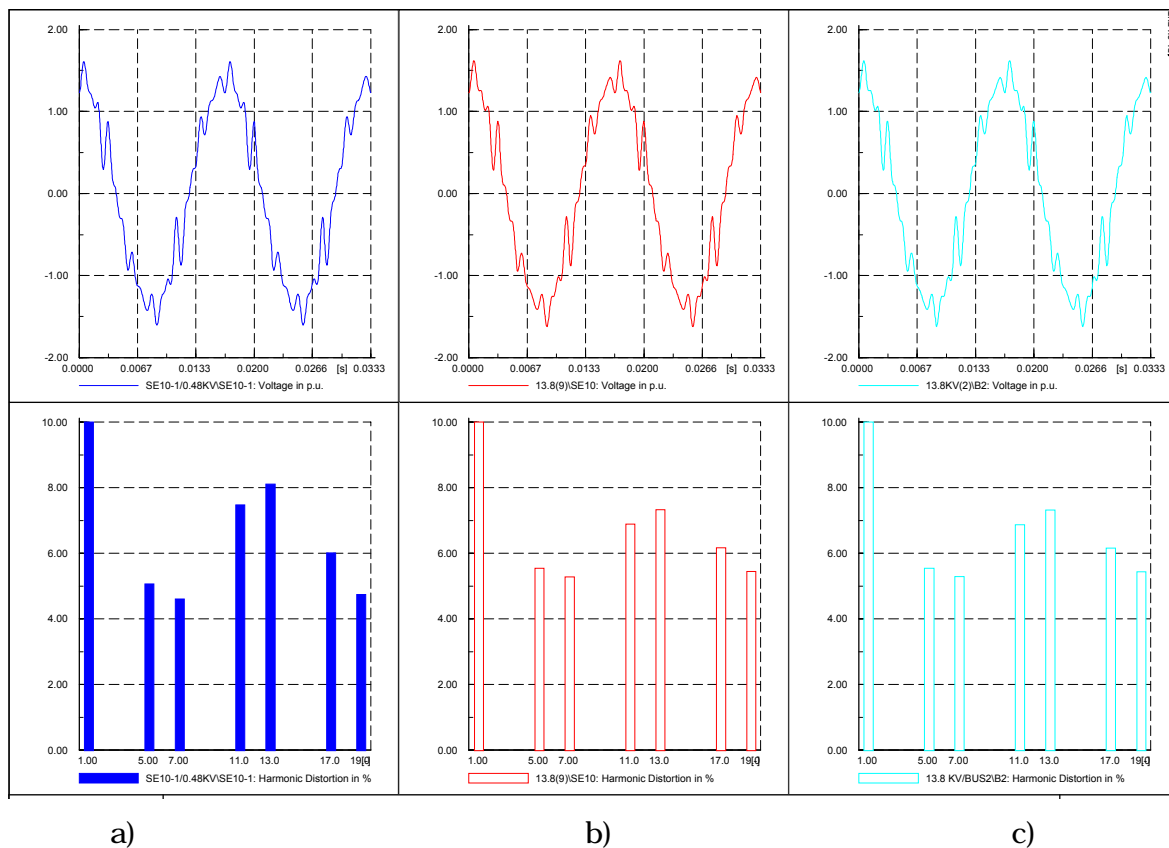 2.00
1.00
0.00
-1.00
-2.00
0.0000 0.0067 0.0133 0.0200 0.0266 [s] 0.0333
SE10-1/0.48KV\SE10-1: Voltage in p.u.
2.00
1.00
0.00
-1.00
-2.00
0.0000 0.0067 0.0133 0.0200 0.0266 [s] 0.0333
13.8(9)\SE10: Voltage in p.u.
2.00
1.00
0.00
-1.00
-2.00
0.0000 0.0067 0.0133 0.0200 0.0266 [s] 0.0333
13.8KV(2)\B2: Voltage in p.u.
10.00
8.00
6.00
4.00
2.00
0.00
1.00 5.00 7.00 11.0 13.0 17.0 19[-]
SE10-1/0.48KV\SE10-1: Harmonic Distortion in %
10.00
8.00
6.00
4.00
2.00
0.00
1.00 5.00 7.00 11.0 13.0 17.0 19[-]
13.8(9)\SE10: Harmonic Distortion in %
10.00
8.00
6.00
4.00
2.00
0.00
1.00 5.00 7.00 11.0 13.0 17.0 19[-]
13.8 KV/BUS2\B2: Harmonic Distortion in %
a) b) c)